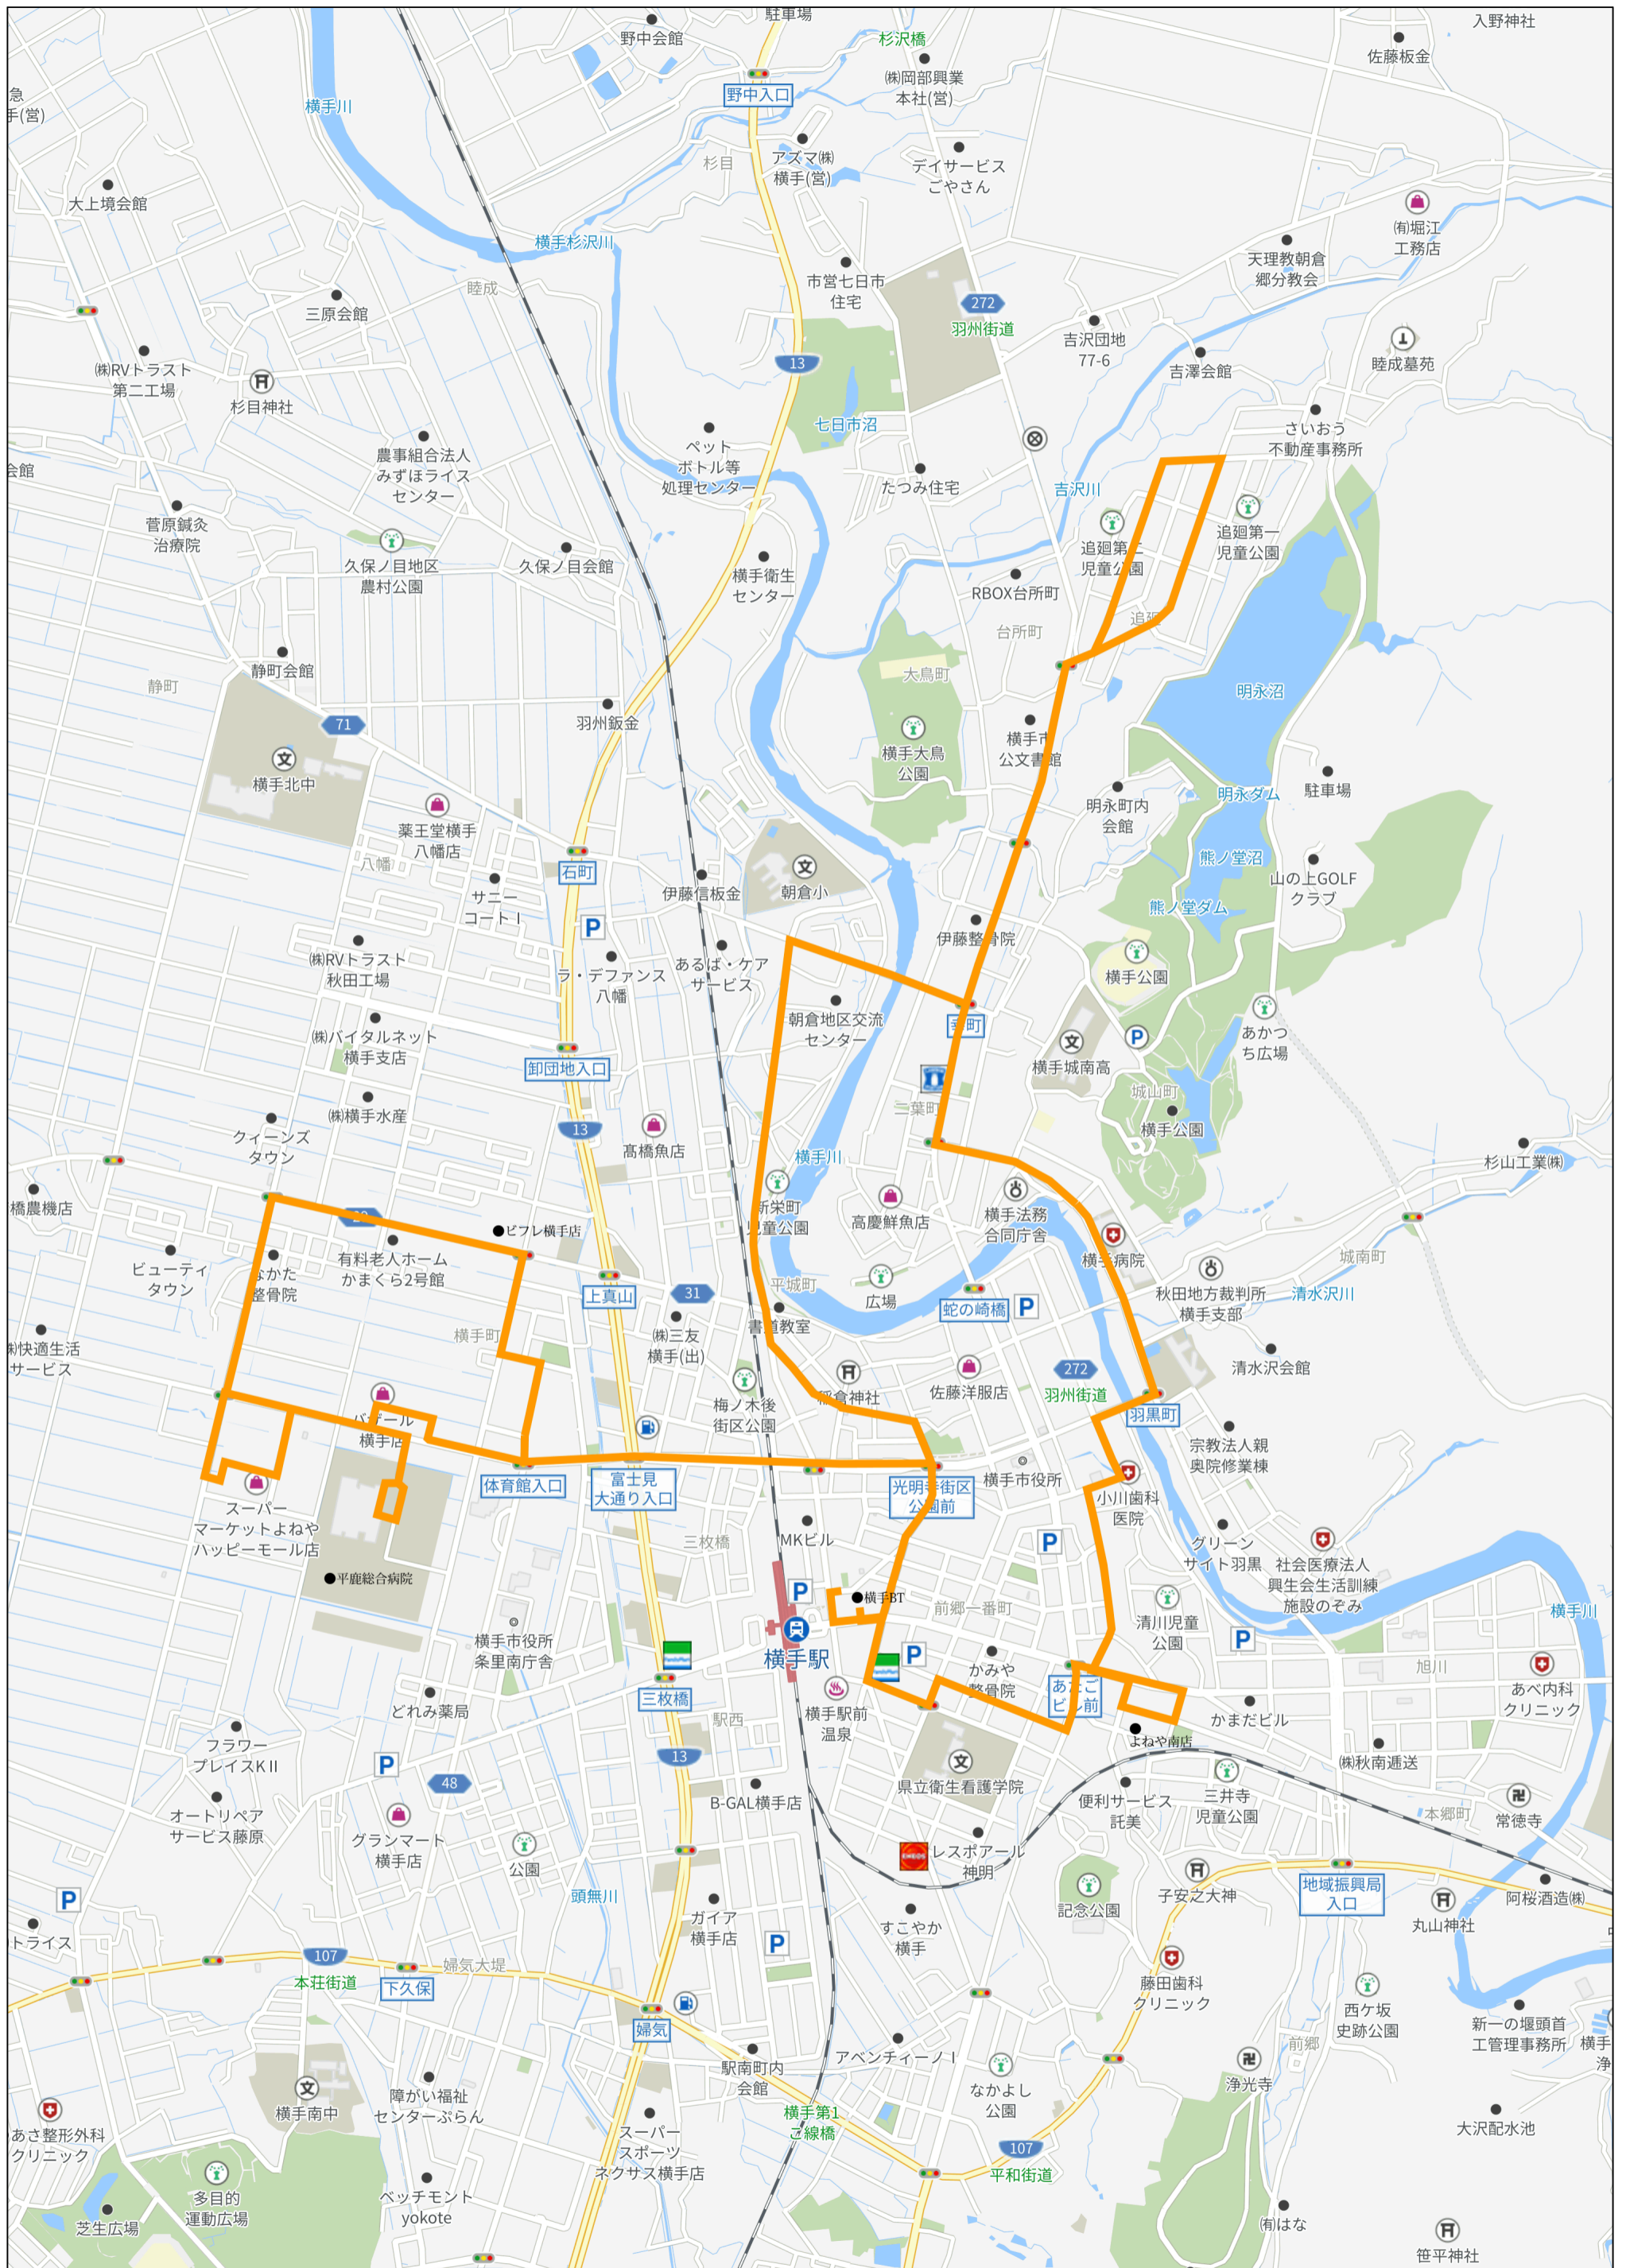 駐車場
入野神社
野中会館
杉沢橋
佐藤板金
㈱岡部興業
本社(営)
急
手(営)
横手川
野中入口
杉目
アズマ㈱
横手(営)
デイサービス
ごやさん
大上境会館
㈲堀江
工務店
横手杉沢川
天理教朝倉
郷分教会
市営七日市
住宅
睦成
三原会館
272
羽州街道
吉沢団地
77-6
吉澤会館
睦成墓苑
13
㈱RVトラスト
第二工場
杉目神社
七日市沼
さいおう
不動産事務所
農事組合法人
みずほライス
センター
会館
ペット
ボトル等
処理センター
たつみ住宅
吉沢川
菅原鍼灸
治療院
追廻第一
児童公園
追廻第二
児童公園
久保ノ目地区
農村公園
久保ノ目会館
横手衛生
センター
RBOX台所町
追廻
台所町
静町会館
静町
大鳥町
明永沼
71
羽州鈑金
横手市
公文書館
横手大鳥
公園
横手北中
明永ダム
駐車場
明永町内
会館
薬王堂横手
八幡店
八幡
石町
熊ノ堂沼
朝倉小
伊藤信板金
山の上GOLF
クラブ
サニー
コートⅠ
熊ノ堂ダム
P
伊藤整骨院
㈱RVトラスト
秋田工場
ラ・デファンス
八幡
あるば・ケア
サービス
横手公園
朝倉地区交流
センター
幸町
㈱バイタルネット
横手支店
卸団地入口
P
あかつ
ち広場
横手城南高
城山町
㈱横手水産
二葉町
クィーンズ
タウン
13
髙橋魚店
横手公園
横手川
杉山工業㈱
橋農機店
新栄町
児童公園
高慶鮮魚店
横手法務
合同庁舎
ビフレ横手店
横手病院
城南町
ビューティ
タウン
有料老人ホーム
かまくら2号館
なかた
整骨院
上真山
31
平城町
広場
蛇の崎橋
P
秋田地方裁判所
横手支部
清水沢川
書道教室
横手町
㈱三友
横手(出)
㈱快適生活
サービス
清水沢会館
272
羽州街道
佐藤洋服店
稲倉神社
梅ノ木後
街区公園
羽黒町
バザール
横手店
宗教法人親
奥院修業棟
体育館入口
富士見
大通り入口
光明寺街区
公園前
横手市役所
小川歯科
医院
スーパー
マーケットよねや
ハッピーモール店
三枚橋
MKビル
P
グリーン
サイト羽黒
社会医療法人
興生会生活訓練
施設のぞみ
平鹿総合病院
P
横手BT
前郷一番町
横手川
清川児童
公園
横手市役所
条里南庁舎
横手駅
P
P
かみや
整骨院
旭川
三枚橋
あたご
ビル前
あべ内科
クリニック
どれみ薬局
横手駅前
温泉
駅西
かまだビル
よねや南店
フラワー
プレイスKⅡ
P
13
㈱秋南逓送
48
県立衛生看護学院
B-GAL横手店
便利サービス
託美
三井寺
児童公園
オートリペア
サービス藤原
本郷町
常徳寺
グランマート
横手店
公園
ENEOS
レスポアール
神明
頭無川
P
記念公園
子安之大神
地域振興局
入口
阿桜酒造㈱
丸山神社
トライス
ガイア
横手店
すこやか
横手
P
107
本荘街道
婦気大堤
下久保
藤田歯科
クリニック
西ケ坂
史跡公園
新一の堰頭首
工管理事務所
横手
浄
婦気
アベンティーノⅠ
駅南町内
会館
前郷
浄光寺
なかよし
公園
横手南中
障がい福祉
センターぷらん
横手第1
こ線橋
大沢配水池
あさ整形外科
クリニック
スーパー
スポーツ
ネクサス横手店
107
平和街道
多目的
運動広場
ベッチモント
yokote
芝生広場
㈲はな
笹平神社